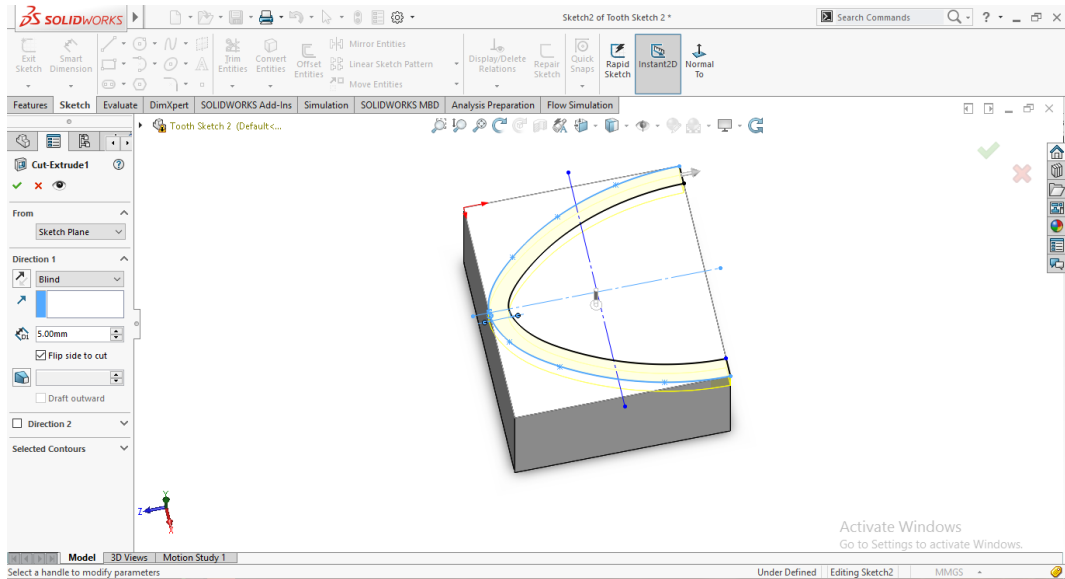 SOLIDWORKS
Sketch2 of Tooth Sketch 2 *
Search Commands
?
Exit Sketch
Smart Dimension
Trim Entities
Convert Entities
Offset Entities
Mirror Entities
Linear Sketch Pattern
Move Entities
Display/Delete Relations
Repair Sketch
Quick Snaps
Rapid Sketch
Instant2D
Normal To
Features Sketch Evaluate DimXpert SOLIDWORKS Add-Ins Simulation SOLIDWORKS MBD Analysis Preparation Flow Simulation
Tooth Sketch 2 (Default<...
Cut-Extrude1
From
Sketch Plane
Direction 1
Blind
D1
5.00mm
Flip side to cut
Draft outward
Direction 2
Selected Contours
Y
Z
X
Activate Windows
Go to Settings to activate Windows.
Model 3D Views Motion Study 1
Select a handle to modify parameters
Under Defined Editing Sketch2 MMGS